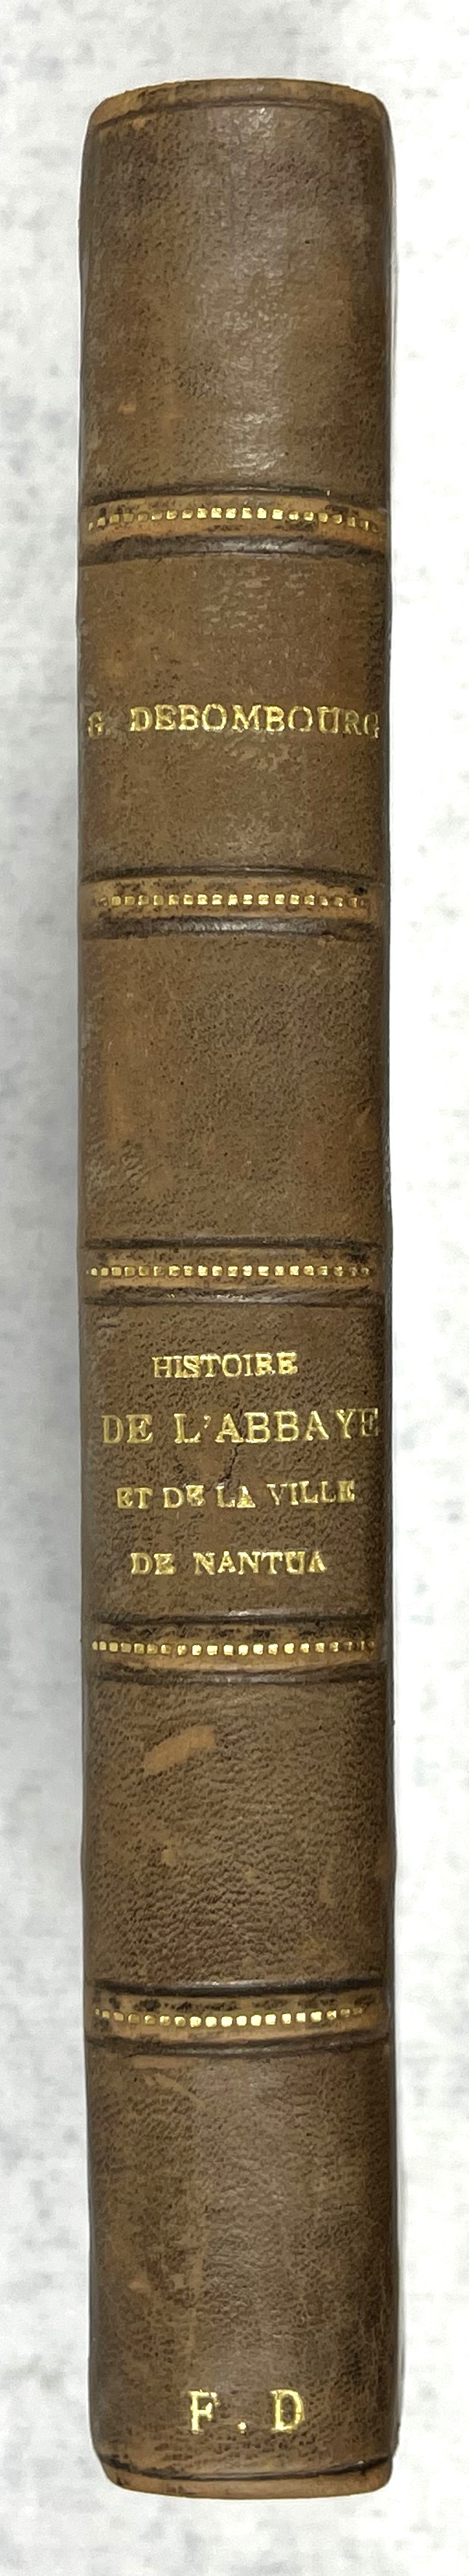 G. DEBOMBOURG
HISTOIRE
DE L'ABBAYE
ET DE LA VILLE
DE NANTUA
F. D